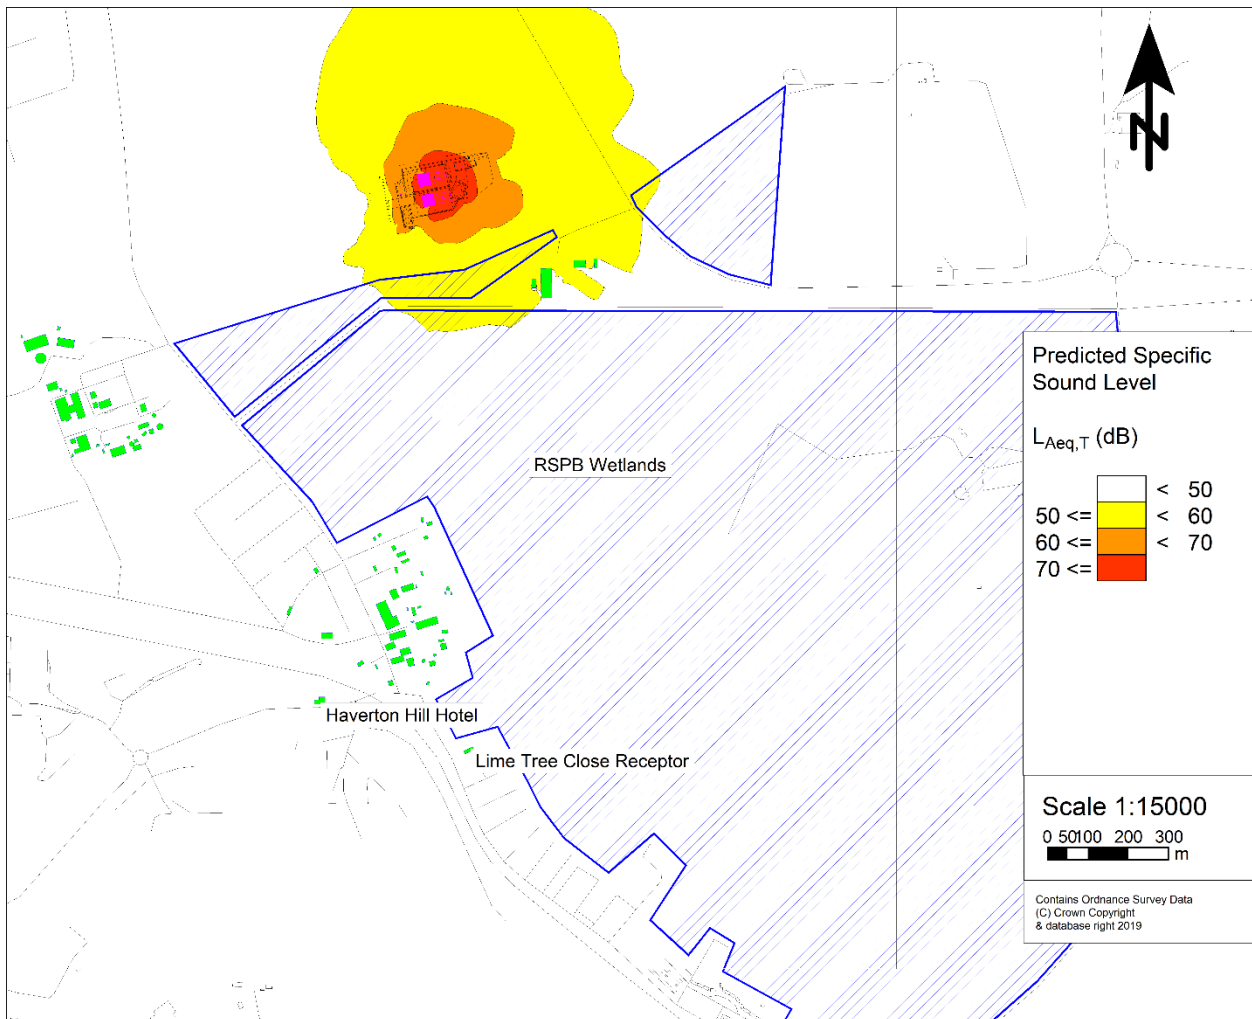 N
RSPB Wetlands
Haverton Hill Hotel
Lime Tree Close Receptor
Predicted Specific
Sound Level
LAeq,T (dB)
< 50
50 <= < 60
60 <= < 70
70 <=
Scale 1:15000
0 50100 200 300
m
Contains Ordnance Survey Data
(C) Crown Copyright
& database right 2019